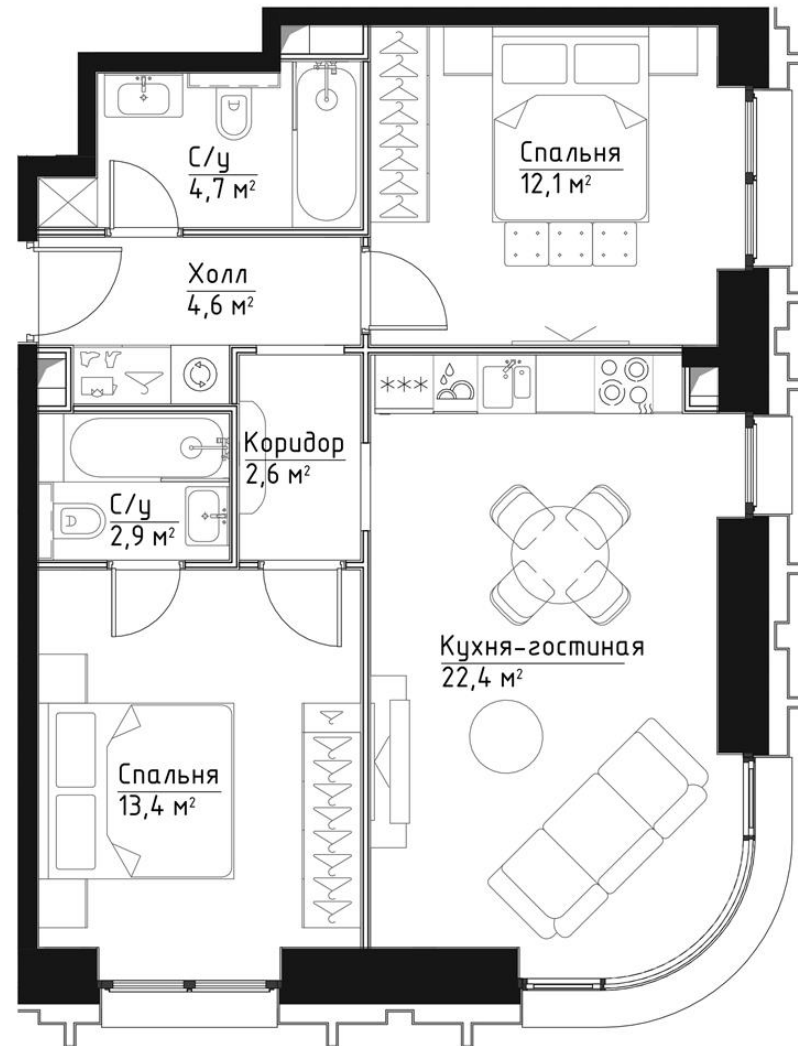 С/у
4,7 м²
Спальня
12,1 м²
Холл
4,6 м²
Коридор
2,6 м²
С/у
2,9 м²
Кухня-гостиная
22,4 м²
Спальня
13,4 м²